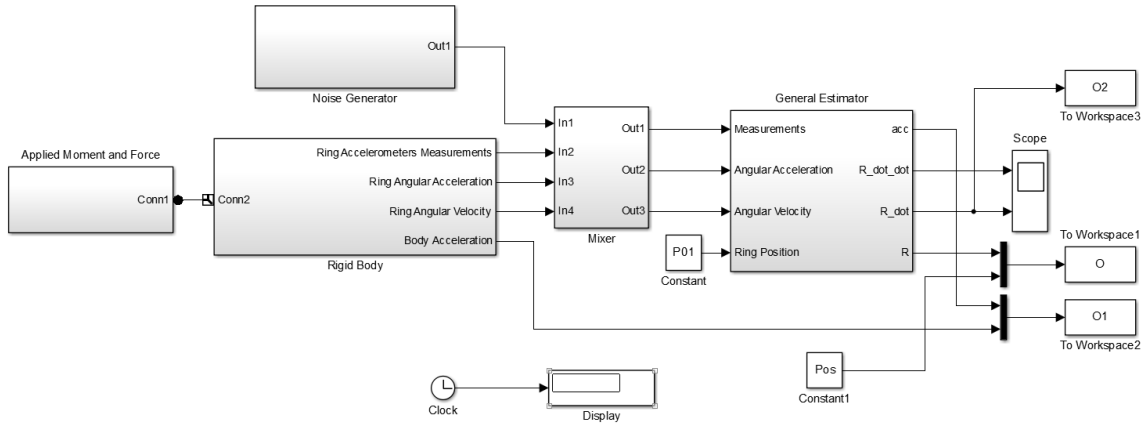 Out1
Noise Generator
Applied Moment and Force
Conn1
Conn2
Ring Accelerometers Measurements
Ring Angular Acceleration
Ring Angular Velocity
Body Acceleration
Rigid Body
In1
In2
In3
In4
Out1
Out2
Out3
Mixer
P01
Constant
General Estimator
Measurements
Angular Acceleration
Angular Velocity
Ring Position
acc
R_dot_dot
R_dot
R
O2
To Workspace3
Scope
To Workspace1
O
O1
To Workspace2
Pos
Constant1
Clock
Display